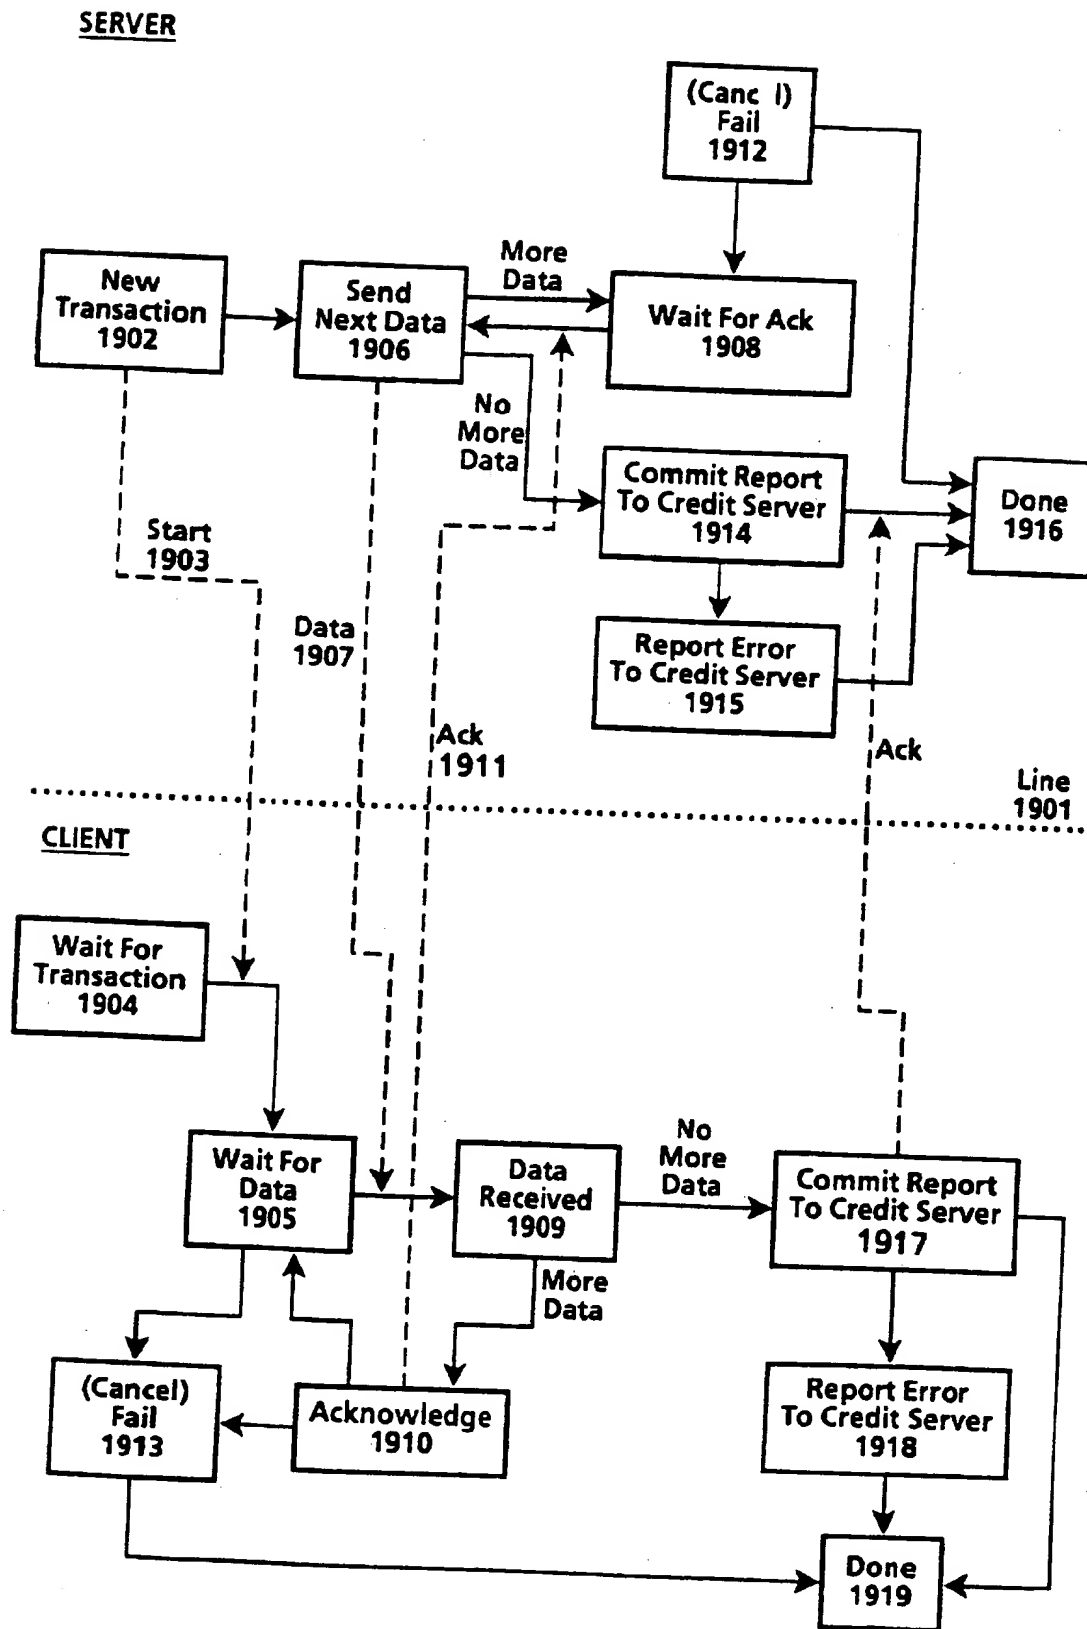 SERVER
(Canc l)
Fail
1912
New
Transaction
1902
Send
Next Data
1906
More
Data
Wait For Ack
1908
No
More
Data
Commit Report
To Credit Server
1914
Done
1916
Start
1903
Data
1907
Report Error
To Credit Server
1915
Ack
1911
Ack
Line
1901
CLIENT
Wait For
Transaction
1904
Wait For
Data
1905
Data
Received
1909
No
More
Data
Commit Report
To Credit Server
1917
More
Data
(Cancel)
Fail
1913
Acknowledge
1910
Report Error
To Credit Server
1918
Done
1919